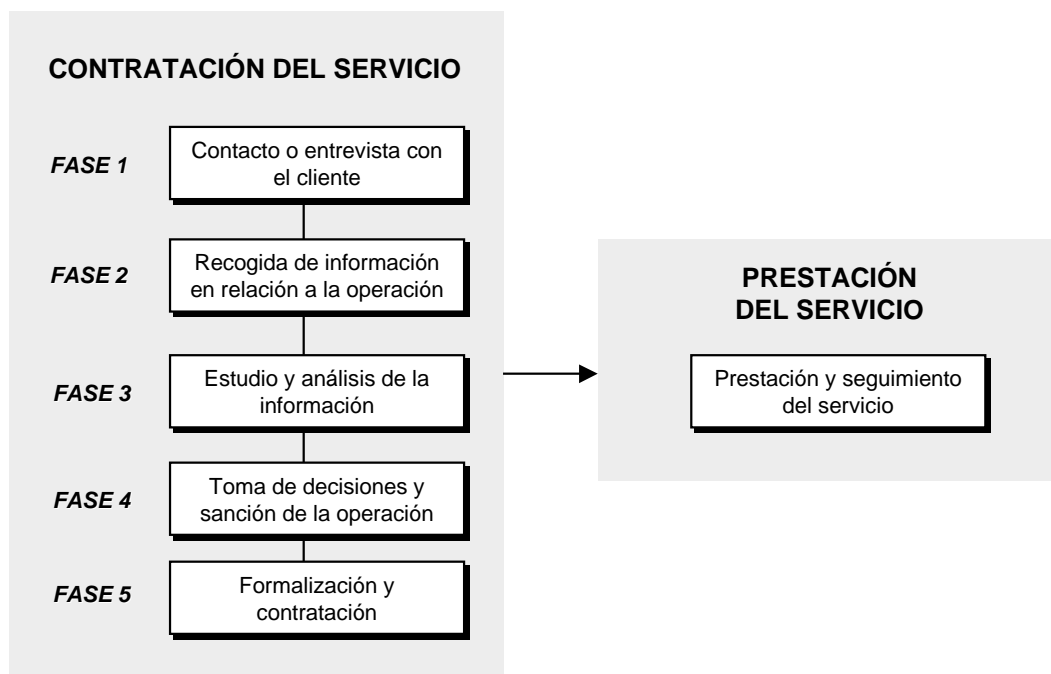 CONTRATACIÓN DEL SERVICIO
FASE 1
Contacto o entrevista con
el cliente
FASE 2
Recogida de información
en relación a la operación
FASE 3
Estudio y análisis de la
información
FASE 4
Toma de decisiones y
sanción de la operación
FASE 5
Formalización y
contratación
PRESTACIÓN
DEL SERVICIO
Prestación y seguimiento
del servicio